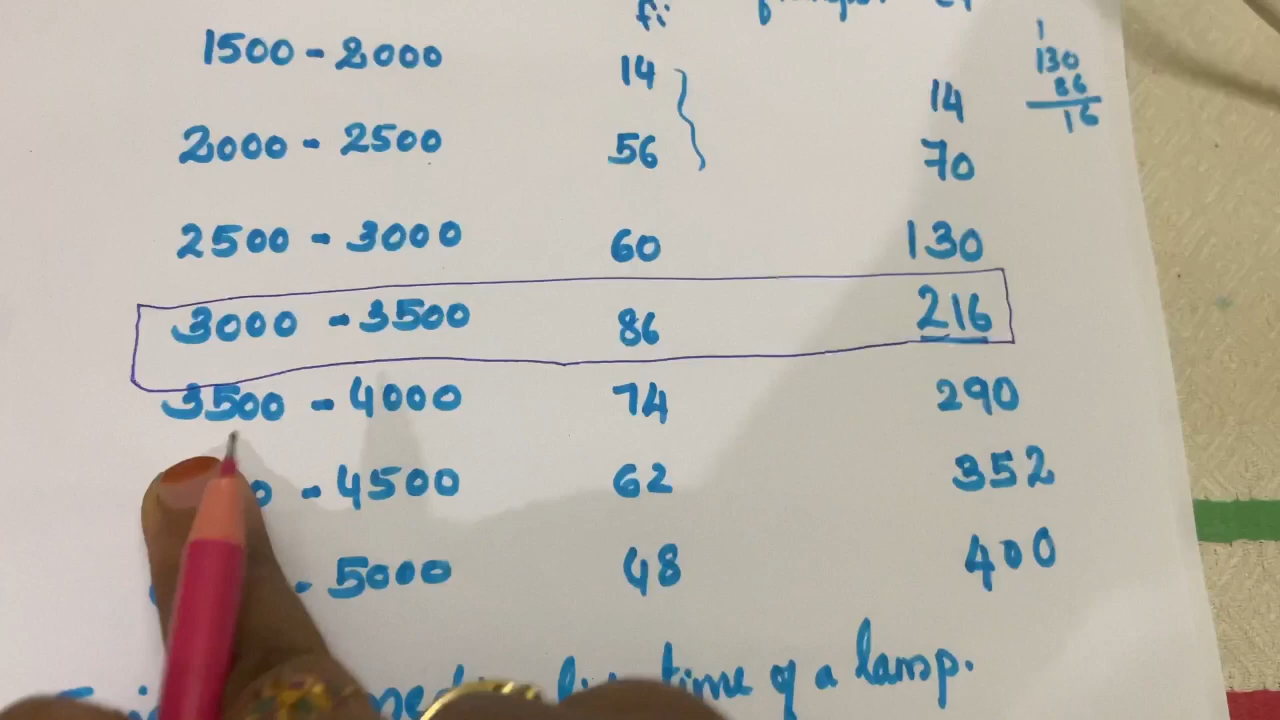 fi
1500 - 2000 14 14
2000 - 2500 56 70
2500 - 3000 60 130
3000 - 3500 86 216
3500 - 4000 74 290
0 - 4500 62 352
- 5000 48 400
time of a lamp.
1
130
86
16